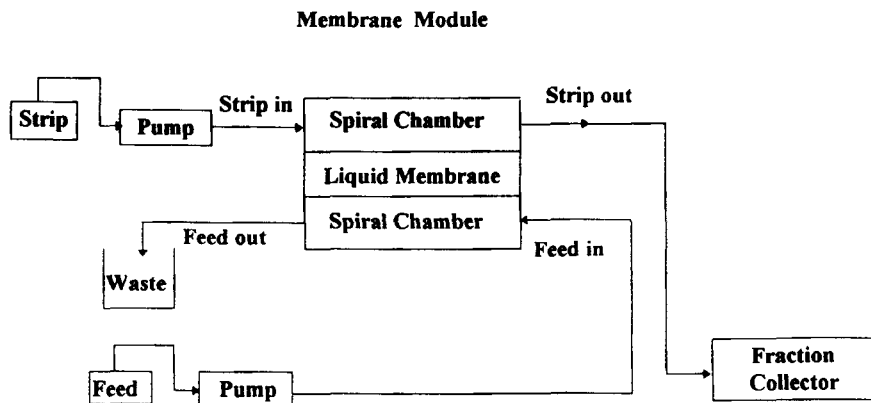 Membrane Module
Strip
Pump
Strip in
Spiral Chamber
Strip out
Liquid Membrane
Spiral Chamber
Feed out
Feed in
Waste
Feed
Pump
Fraction
Collector